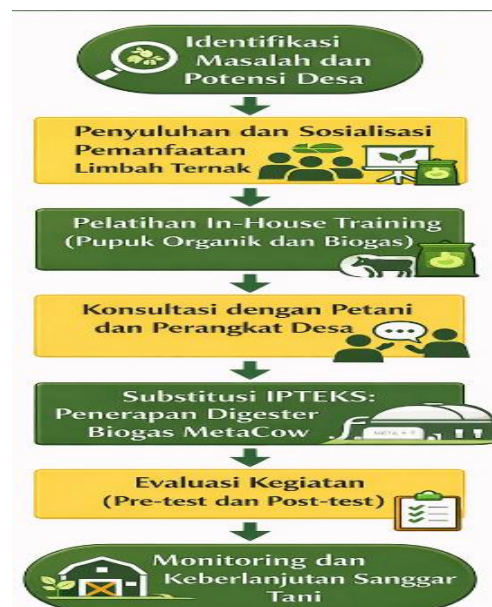 Identifikasi
Masalah dan
Potensi Desa
Penyuluhan dan Sosialisasi
Pemanfaatan
Limbah Ternak
Pelatihan In-House Training
(Pupuk Organik dan Biogas)
Konsultasi dengan Petani
dan Perangkat Desa
Substitusi IPTEKS:
Penerapan Digester
Biogas MetaCow
Evaluasi Kegiatan
(Pre-test dan Post-test)
Monitoring dan
Keberlanjutan Sanggar
Tani